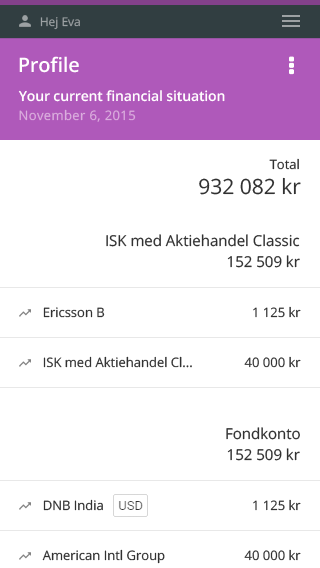 Hej Eva
Profile
Your current financial situation
November 6, 2015
Total
932 082 kr
ISK med Aktiehandel Classic
152 509 kr
Ericsson B 1 125 kr
ISK med Aktiehandel Cl... 40 000 kr
Fondkonto
152 509 kr
DNB India USD 1 125 kr
American Intl Group 40 000 kr